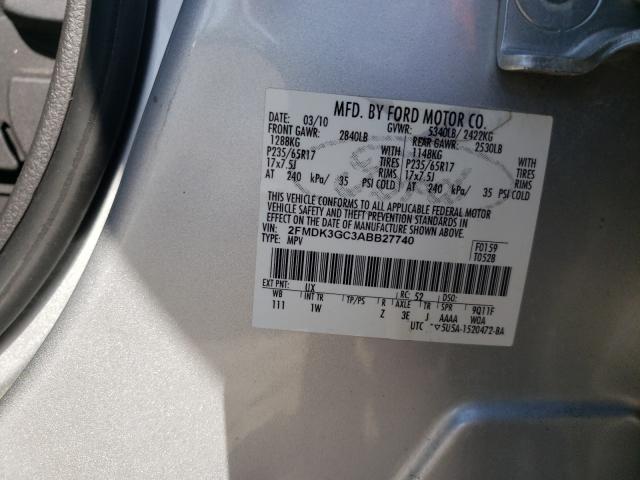 MFD. BY FORD MOTOR CO.
DATE: 03/10 GVWR: 5340LB/ 2422KG
FRONT GAWR: 2840LB REAR GAWR: 2530LB
1288KG WITH 1148KG WITH
P235/65R17 TIRES P235/65R17 TIRES
17x7.5J RIMS 17x7.5J RIMS
AT 240 kPa/ 35 PSI COLD AT 240 kPa/ 35 PSI COLD
THIS VEHICLE CONFORMS TO ALL APPLICABLE FEDERAL MOTOR
VEHICLE SAFETY AND THEFT PREVENTION STANDARDS IN
EFFECT ON THE DATE OF MANUFACTURE SHOWN ABOVE.
VIN: 2FMDK3GC3ABB27740 F0159
TYPE: MPV T0528
EXT PNT: UX RC: 52 DSO:
WB INT TR TP/PS R AXLE TR SPR 9Q11F
111 1W Z 3E J AAAA WQA
UTC 5U5A-1520472-BA